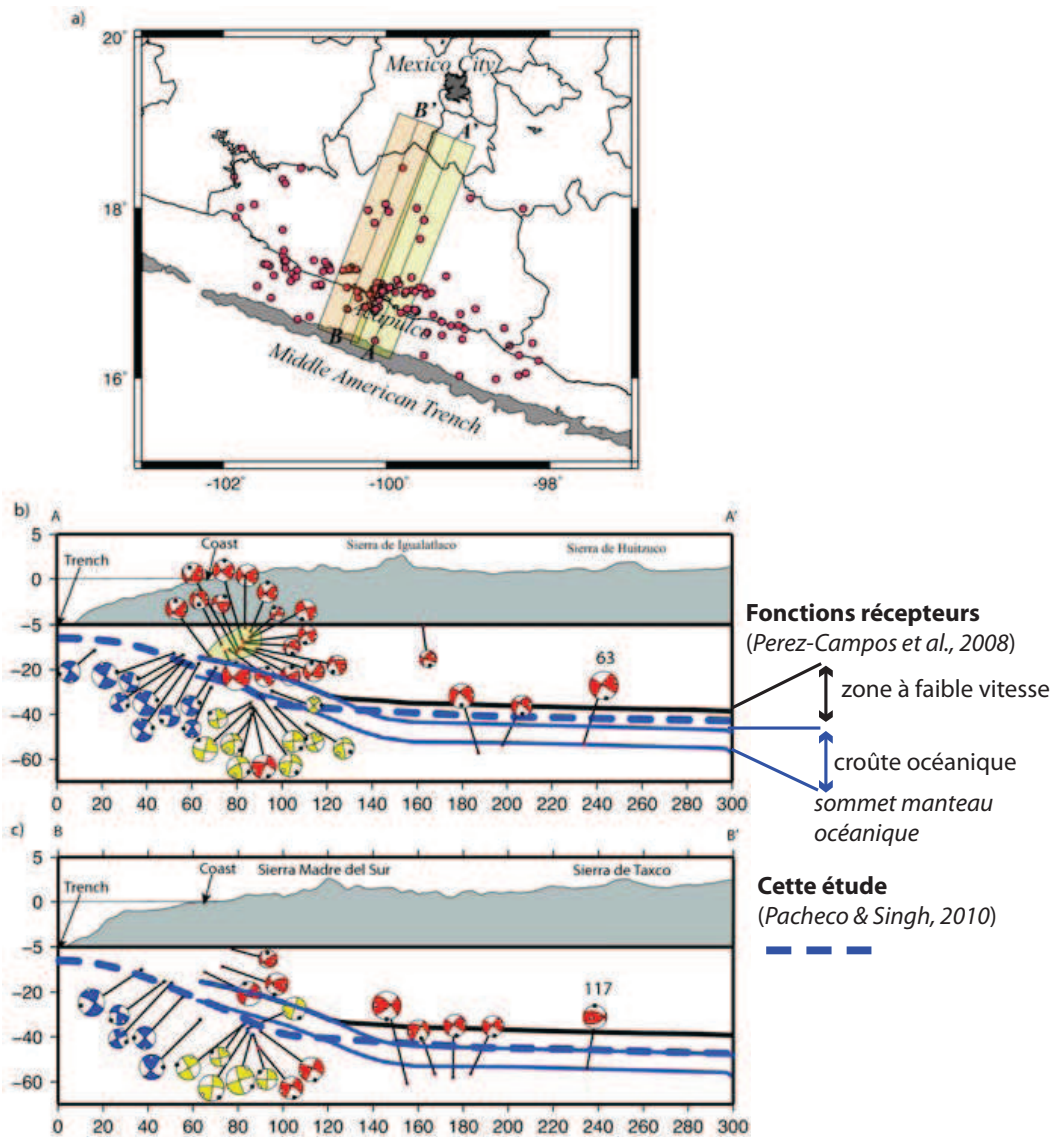 a)
20°
18°
16°
-102°
-100°
-98°
Mexico City
B'
A'
Acapulco
B
A
Middle American Trench
b)
A
A'
5
0
-5
-20
-40
-60
Trench
Coast
Sierra de Igualatlaco
Sierra de Huitzuco
63
0 20 40 60 80 100 120 140 160 180 200 220 240 260 280 300
Fonctions récepteurs
(Perez-Campos et al., 2008)
zone à faible vitesse
croûte océanique
sommet manteau
océanique
c)
B
B'
5
0
-5
-20
-40
-60
Trench
Coast
Sierra Madre del Sur
Sierra de Taxco
117
0 20 40 60 80 100 120 140 160 180 200 220 240 260 280 300
Cette étude
(Pacheco & Singh, 2010)